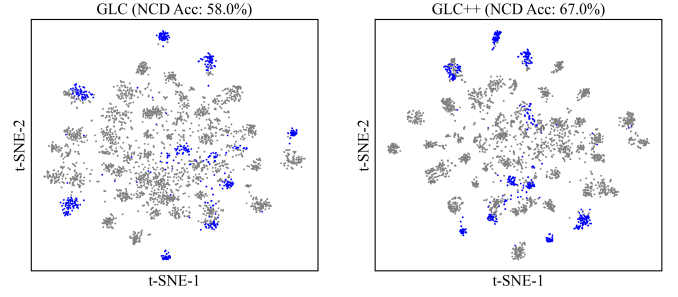 GLC (NCD Acc: 58.0%)
t-SNE-2
t-SNE-1
GLC++ (NCD Acc: 67.0%)
t-SNE-2
t-SNE-1